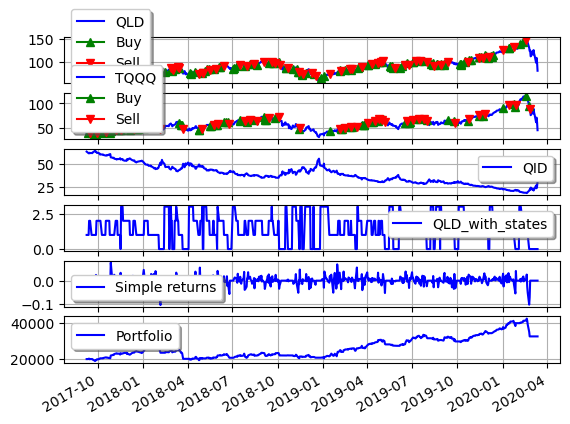 QLD
Buy
Sell
150
100
TQQQ
Buy
Sell
100
50
QID
50
25
QLD_with_states
2.5
0.0
Simple returns
0.0
−0.1
Portfolio
40000
20000
2017-10
2018-01
2018-04
2018-07
2018-10
2019-01
2019-04
2019-07
2019-10
2020-01
2020-04